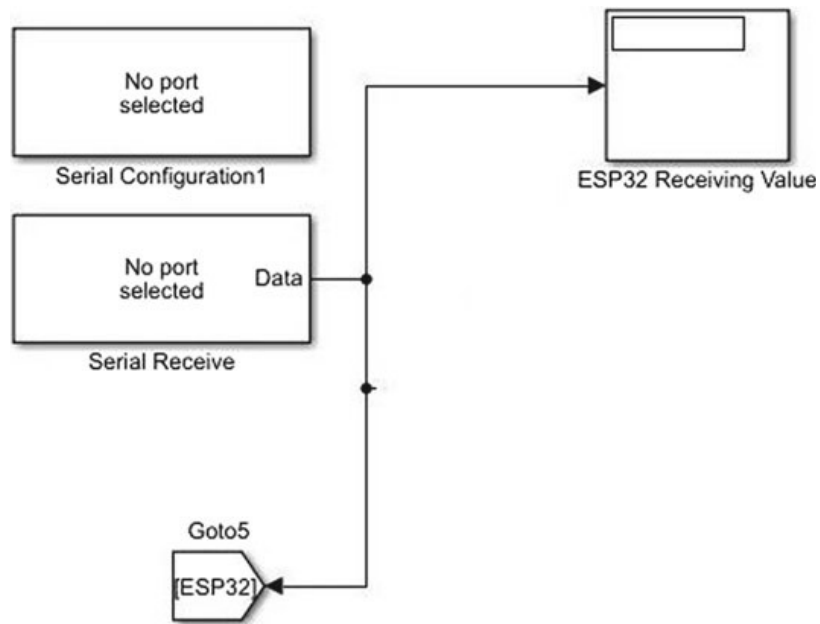 No port
selected
Serial Configuration1
ESP32 Receiving Value
No port
selected
Data
Serial Receive
Goto5
[ESP32]